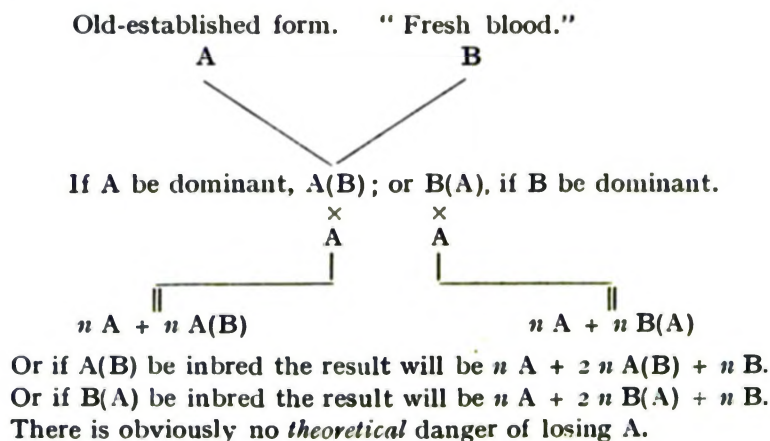 Old-established form. “ Fresh blood.”
A B
If A be dominant, A(B); or B(A), if B be dominant.
× ×
A A
n A + n A(B) n A + n B(A)
Or if A(B) be inbred the result will be n A + 2 n A(B) + n B.
Or if B(A) be inbred the result will be n A + 2 n B(A) + n B.
There is obviously no theoretical danger of losing A.